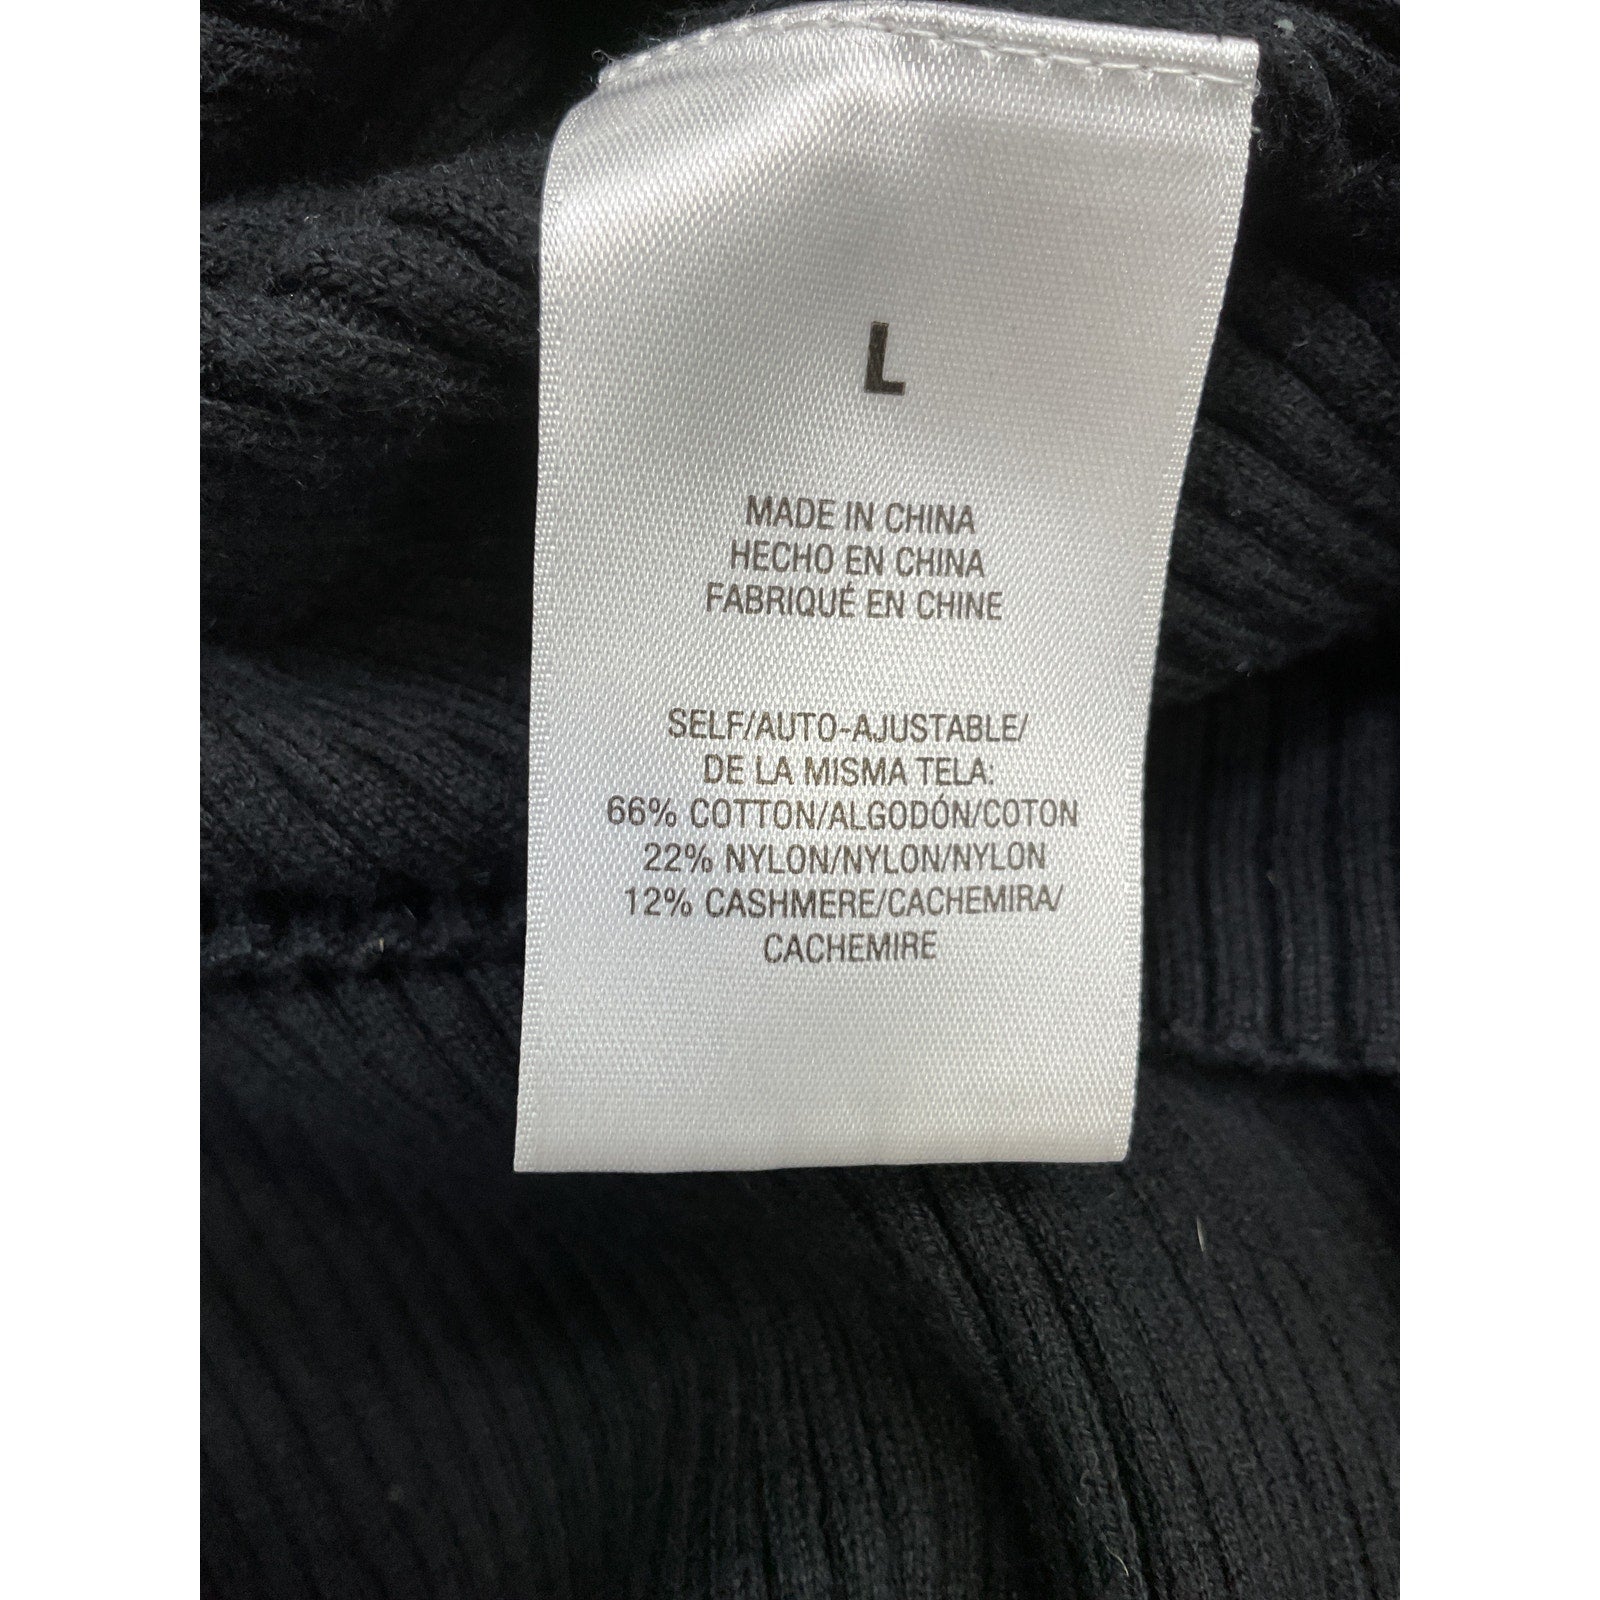 L
MADE IN CHINA
HECHO EN CHINA
FABRIQUÉ EN CHINE
SELF/AUTO-AJUSTABLE/
DE LA MISMA TELA:
66% COTTON/ALGODÓN/COTON
22% NYLON/NYLON/NYLON
12% CASHMERE/CACHEMIRA/
CACHEMIRE